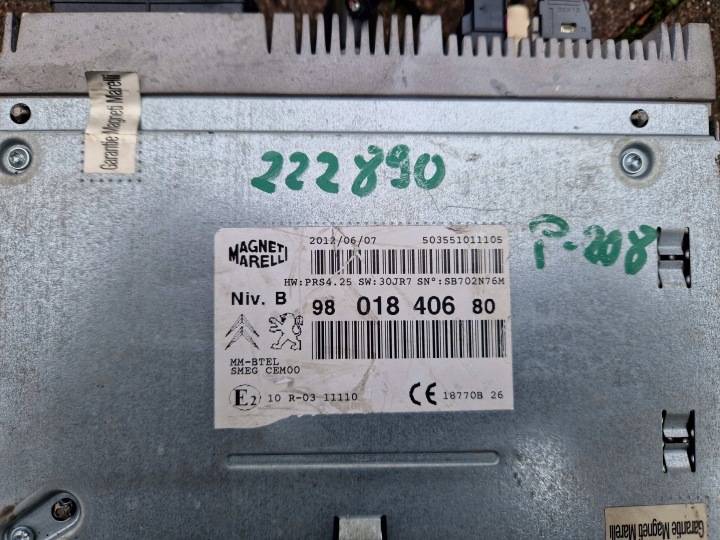 30X15
Garantie Magneti Marelli
222890
P-208
MAGNETI
MARELLI
2012/06/07 503551011105
HW:PRS4.25 SW:30JR7 SN°:SB702N76M
Niv. B 98 018 406 80
MM-BTEL
SMEG CEM00
E2 10 R-03 11110 CE 18770B 26
Garantie Magneti
Marelli